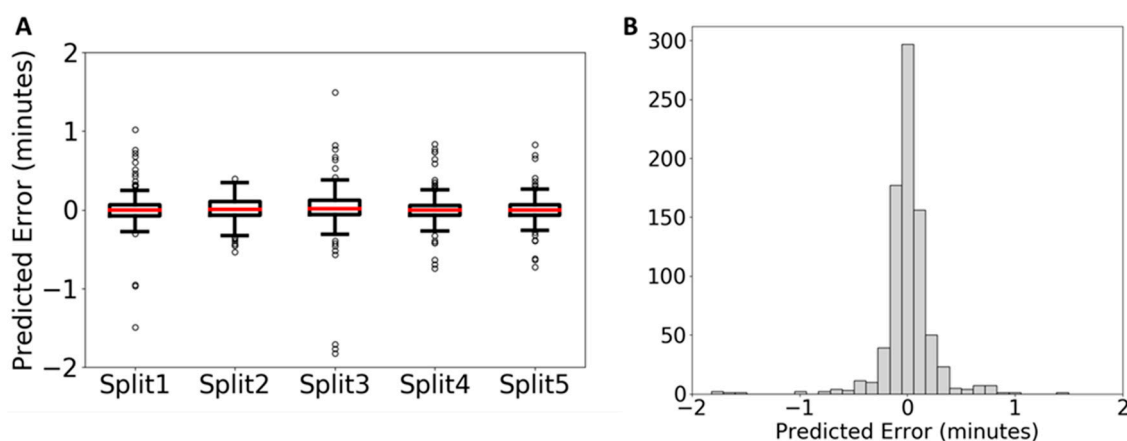 A
Predicted Error (minutes)
2
1
0
−1
−2
Split1 Split2 Split3 Split4 Split5
B
300
250
200
150
100
50
0
−2 −1 0 1 2
Predicted Error (minutes)